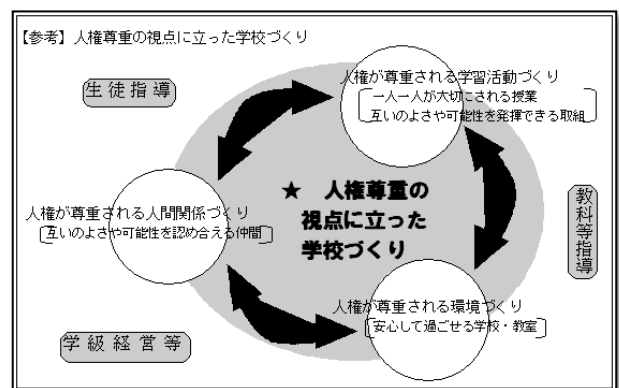 【参考】人権尊重の視点に立った学校づくり
生徒指導
人権が尊重される学習活動づくり
一人一人が大切にされる授業
互いのよさや可能性を発揮できる取組
★ 人権尊重の
視点に立った
学校づくり
人権が尊重される人間関係づくり
互いのよさや可能性を認め合える仲間
教科等指導
人権が尊重される環境づくり
安心して過ごせる学校・教室
学級経営等